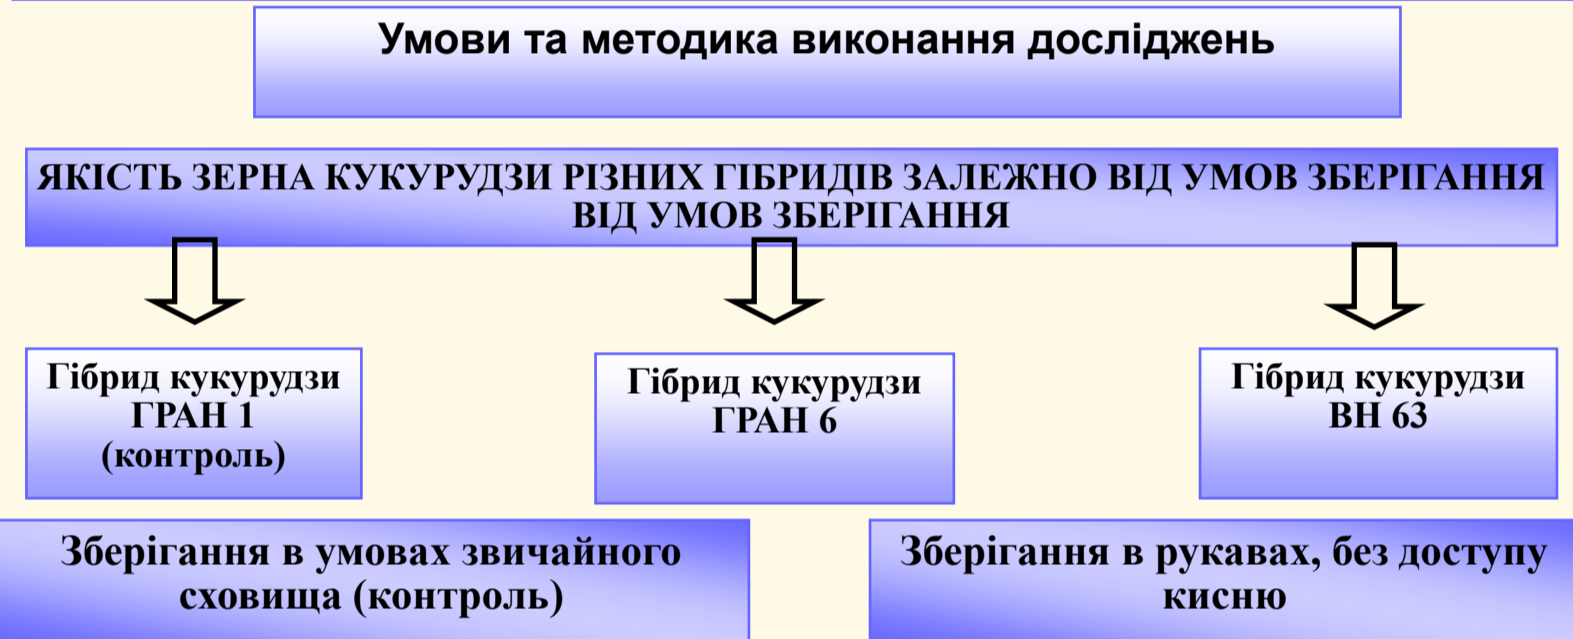 Умови та методика виконання досліджень
ЯКІСТЬ ЗЕРНА КУКУРУДЗИ РІЗНИХ ГІБРИДІВ ЗАЛЕЖНО ВІД УМОВ ЗБЕРІГАННЯ
ВІД УМОВ ЗБЕРІГАННЯ
Гібрид кукурудзи
ГРАН 1
(контроль)
Гібрид кукурудзи
ГРАН 6
Гібрид кукурудзи
ВН 63
Зберігання в умовах звичайного
сховища (контроль)
Зберігання в рукавах, без доступу
кисню